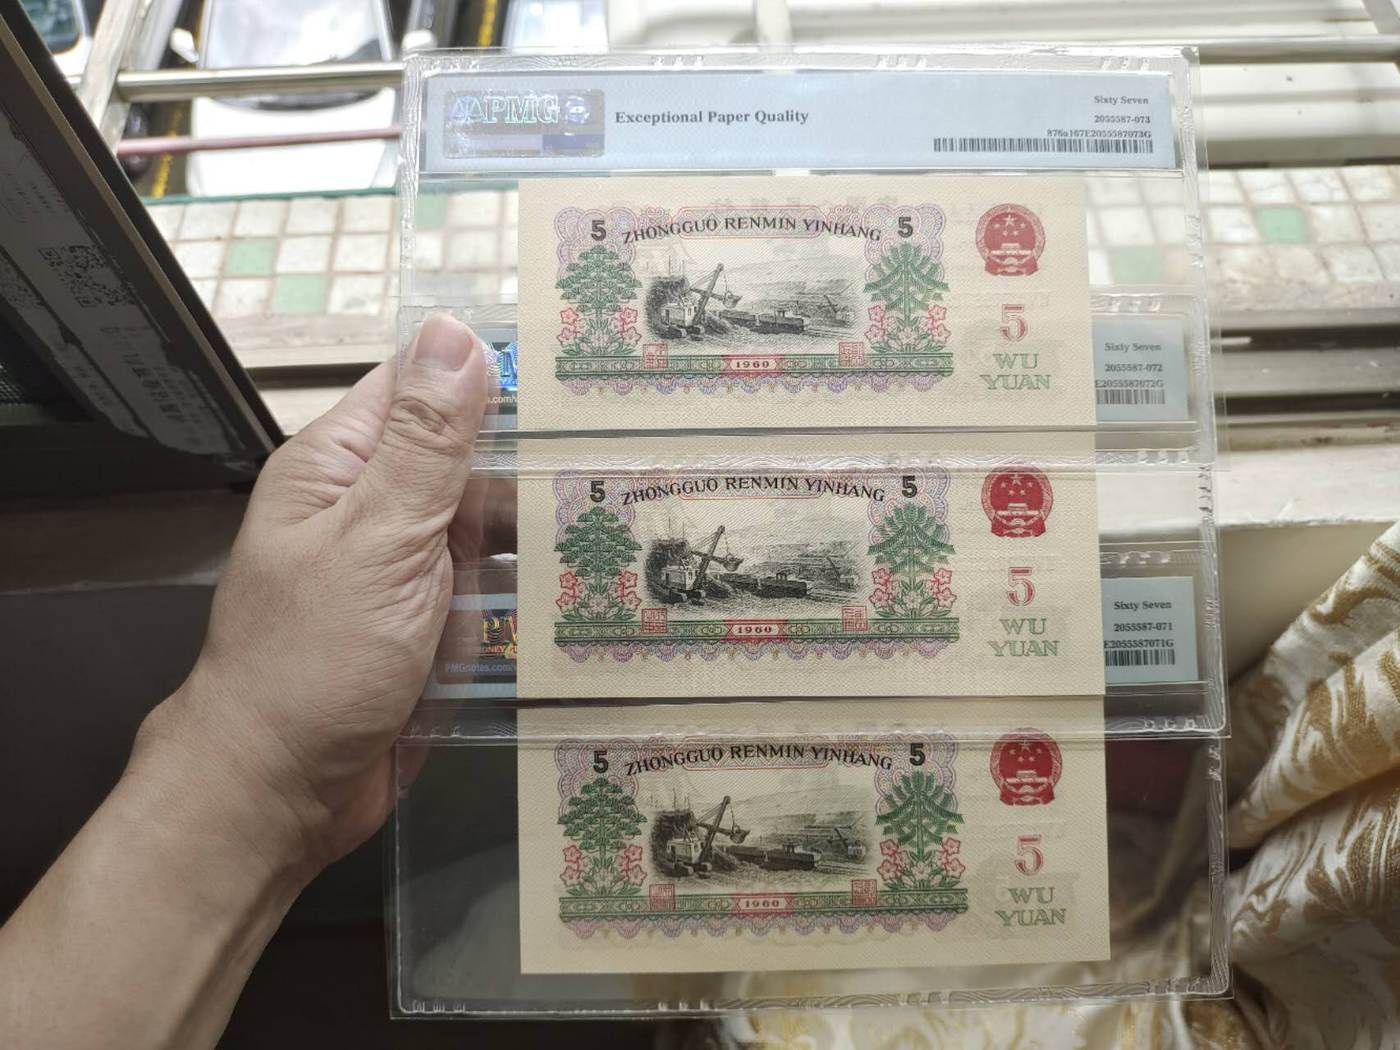 PMG
Exceptional Paper Quality
Sixty Seven
2055587-073
876a167E2055587073G
5 ZHONGGUO RENMIN YINHANG 5
5
WU
YUAN
1960
Sixty Seven
2055587-072
E2055587072G
5 ZHONGGUO RENMIN YINHANG 5
5
WU
YUAN
1960
Sixty Seven
2055587-071
E2055587071G
PMGnotes.com/
5 ZHONGGUO RENMIN YINHANG 5
5
WU
YUAN
1960